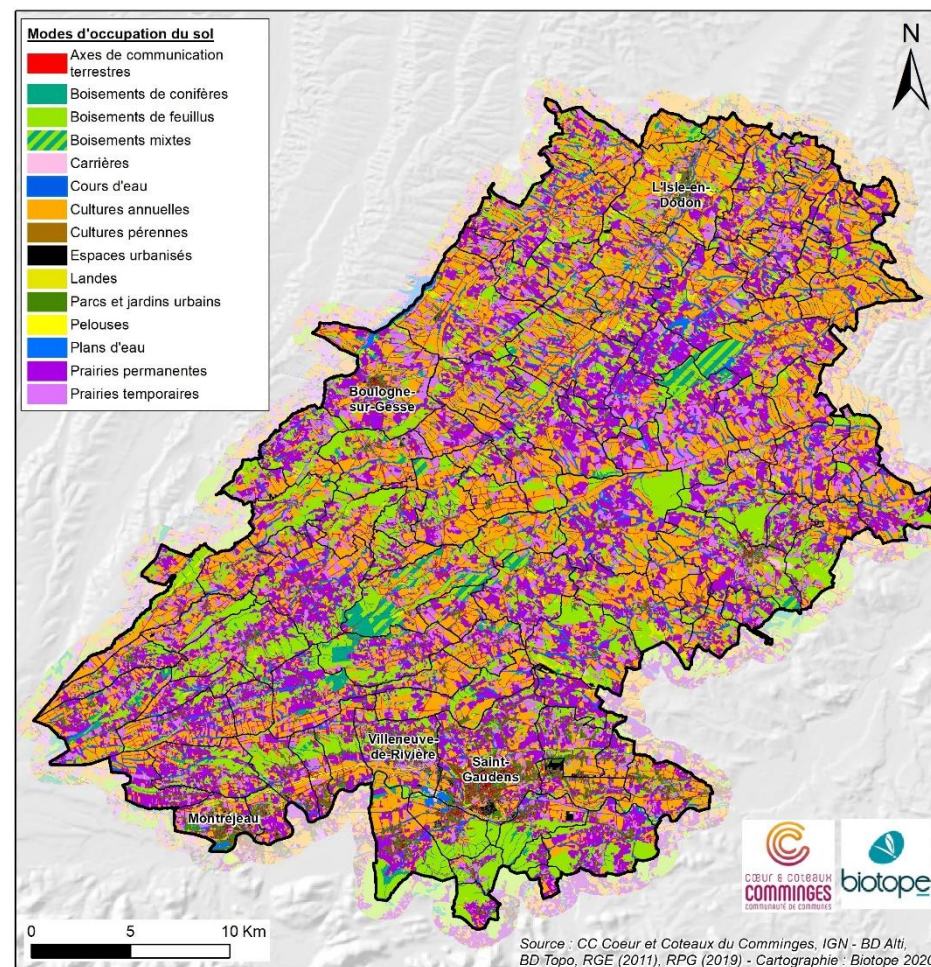 Modes d'occupation du sol
Axes de communication
terrestres
Boisements de conifères
Boisements de feuillus
Boisements mixtes
Carrières
Cours d'eau
Cultures annuelles
Cultures pérennes
Espaces urbanisés
Landes
Parcs et jardins urbains
Pelouses
Plans d'eau
Prairies permanentes
Prairies temporaires
N
L'Isle-en-
Dodon
Boulogne-
sur-Gesse
Villeneuve-
de-Rivière
Saint-
Gaudens
Montréjeau
0 5 10 Km
cœur & coteaux
COMMINGES
COMMUNAUTÉ DE COMMUNES
biotope
Source : CC Coeur et Coteaux du Comminges, IGN - BD Alti,
BD Topo, RGE (2011), RPG (2019) - Cartographie : Biotope 2020